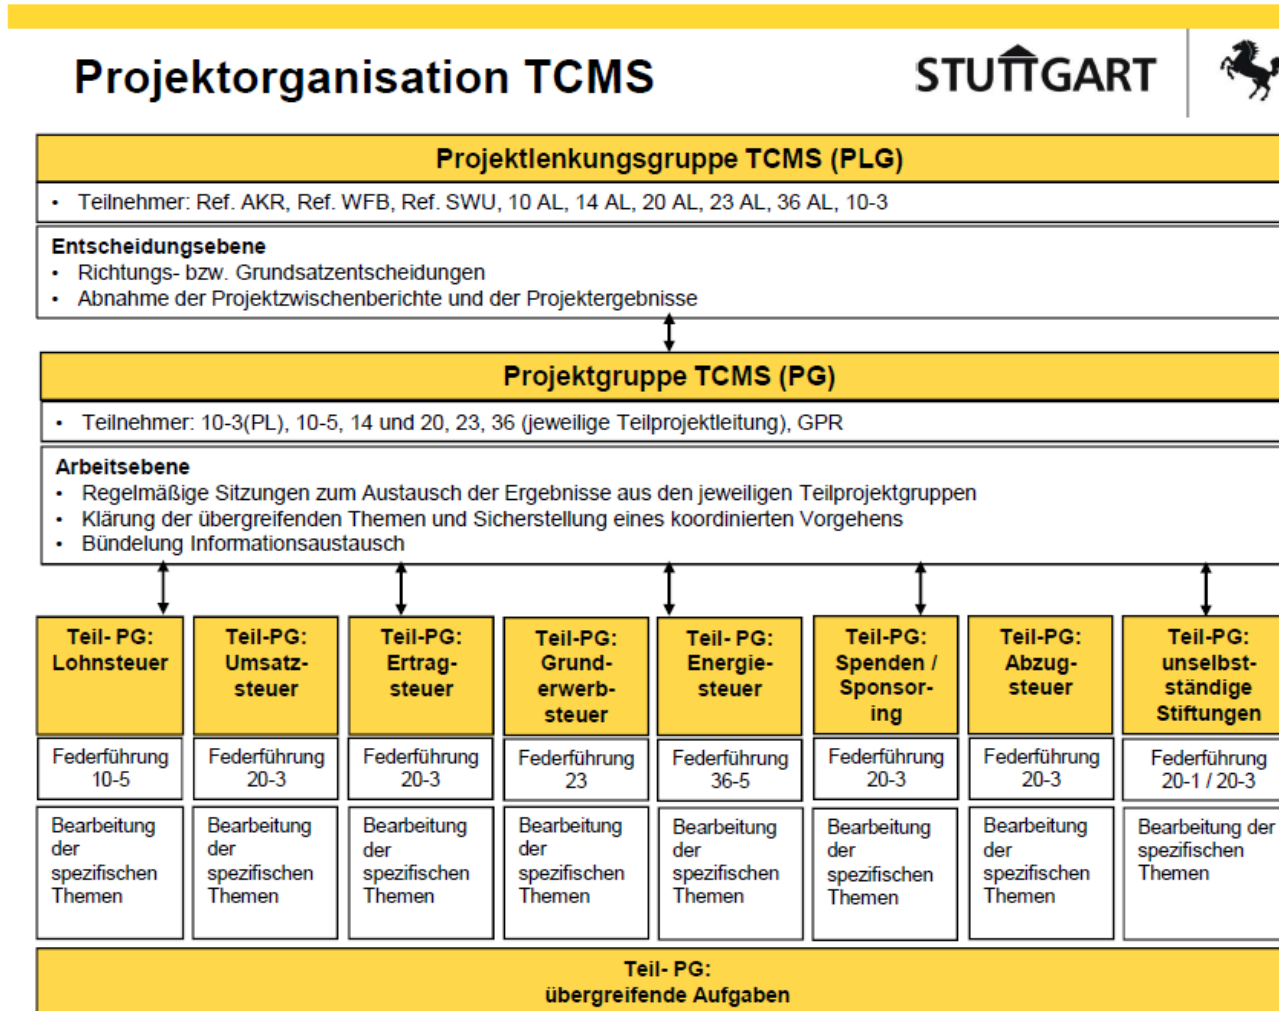 Projektorganisation TCMS
STUTTGART
Projektlenkungsgruppe TCMS (PLG)
• Teilnehmer: Ref. AKR, Ref. WFB, Ref. SWU, 10 AL, 14 AL, 20 AL, 23 AL, 36 AL, 10-3
Entscheidungsebene
• Richtungs- bzw. Grundsatzentscheidungen
• Abnahme der Projektzwischenberichte und der Projektergebnisse
Projektgruppe TCMS (PG)
• Teilnehmer: 10-3(PL), 10-5, 14 und 20, 23, 36 (jeweilige Teilprojektleitung), GPR
Arbeitsebene
• Regelmäßige Sitzungen zum Austausch der Ergebnisse aus den jeweiligen Teilprojektgruppen
• Klärung der übergreifenden Themen und Sicherstellung eines koordinierten Vorgehens
• Bündelung Informationsaustausch
Teil- PG:
Lohnsteuer
Federführung
10-5
Bearbeitung
der
spezifischen
Themen
Teil-PG:
Umsatz-
steuer
Federführung
20-3
Bearbeitung
der
spezifischen
Themen
Teil-PG:
Ertrag-
steuer
Federführung
20-3
Bearbeitung
der
spezifischen
Themen
Teil-PG:
Grund-
erwerb-
steuer
Federführung
23
Bearbeitung
der
spezifischen
Themen
Teil- PG:
Energie-
steuer
Federführung
36-5
Bearbeitung
der
spezifischen
Themen
Teil-PG:
Spenden /
Sponsor-
ing
Federführung
20-3
Bearbeitung
der
spezifischen
Themen
Teil-PG:
Abzug-
steuer
Federführung
20-3
Bearbeitung
der
spezifischen
Themen
Teil-PG:
unselbst-
ständige
Stiftungen
Federführung
20-1 / 20-3
Bearbeitung der
spezifischen
Themen
Teil- PG:
übergreifende Aufgaben